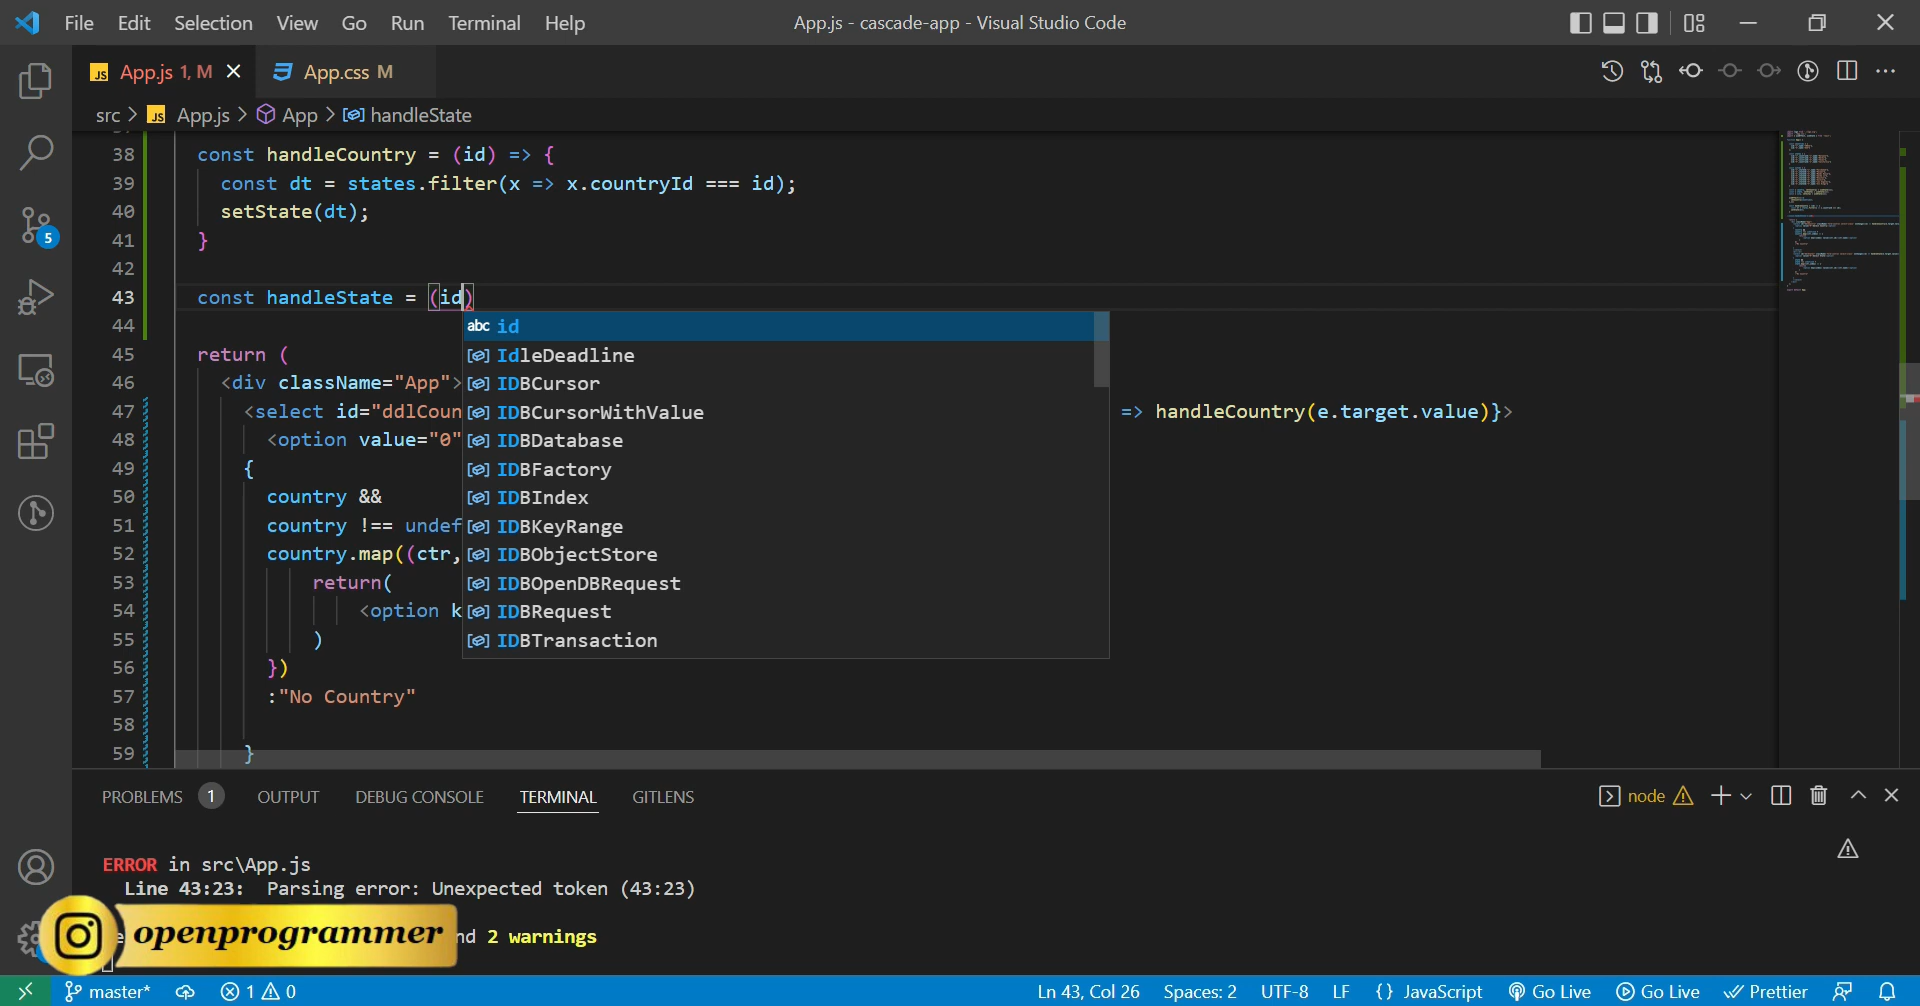 File Edit Selection View Go Run Terminal Help
App.js - cascade-app - Visual Studio Code
JS App.js 1, M
App.css M
src > JS App.js > App > handleState
38 const handleCountry = (id) => {
39 const dt = states.filter(x => x.countryId === id);
40 setState(dt);
41 }
42
43 const handleState = (id)
44
45 return (
46 <div className="App">
47 <select id="ddlCoun
=> handleCountry(e.target.value)}>
48 <option value="0"
49 {
50 country &&
51 country !== undef
52 country.map((ctr,
53 return(
54 <option k
55 )
56 })
57 :"No Country"
58
59 }
abc id
IdleDeadline
IDBCursor
IDBCursorWithValue
IDBDatabase
IDBFactory
IDBIndex
IDBKeyRange
IDBObjectStore
IDBOpenDBRequest
IDBRequest
IDBTransaction
5
PROBLEMS 1 OUTPUT DEBUG CONSOLE TERMINAL GITLENS
node
ERROR in src\App.js
Line 43:23: Parsing error: Unexpected token (43:23)
nd 2 warnings
openprogrammer
master* 1 0
Ln 43, Col 26 Spaces: 2 UTF-8 LF {} JavaScript Go Live Go Live Prettier